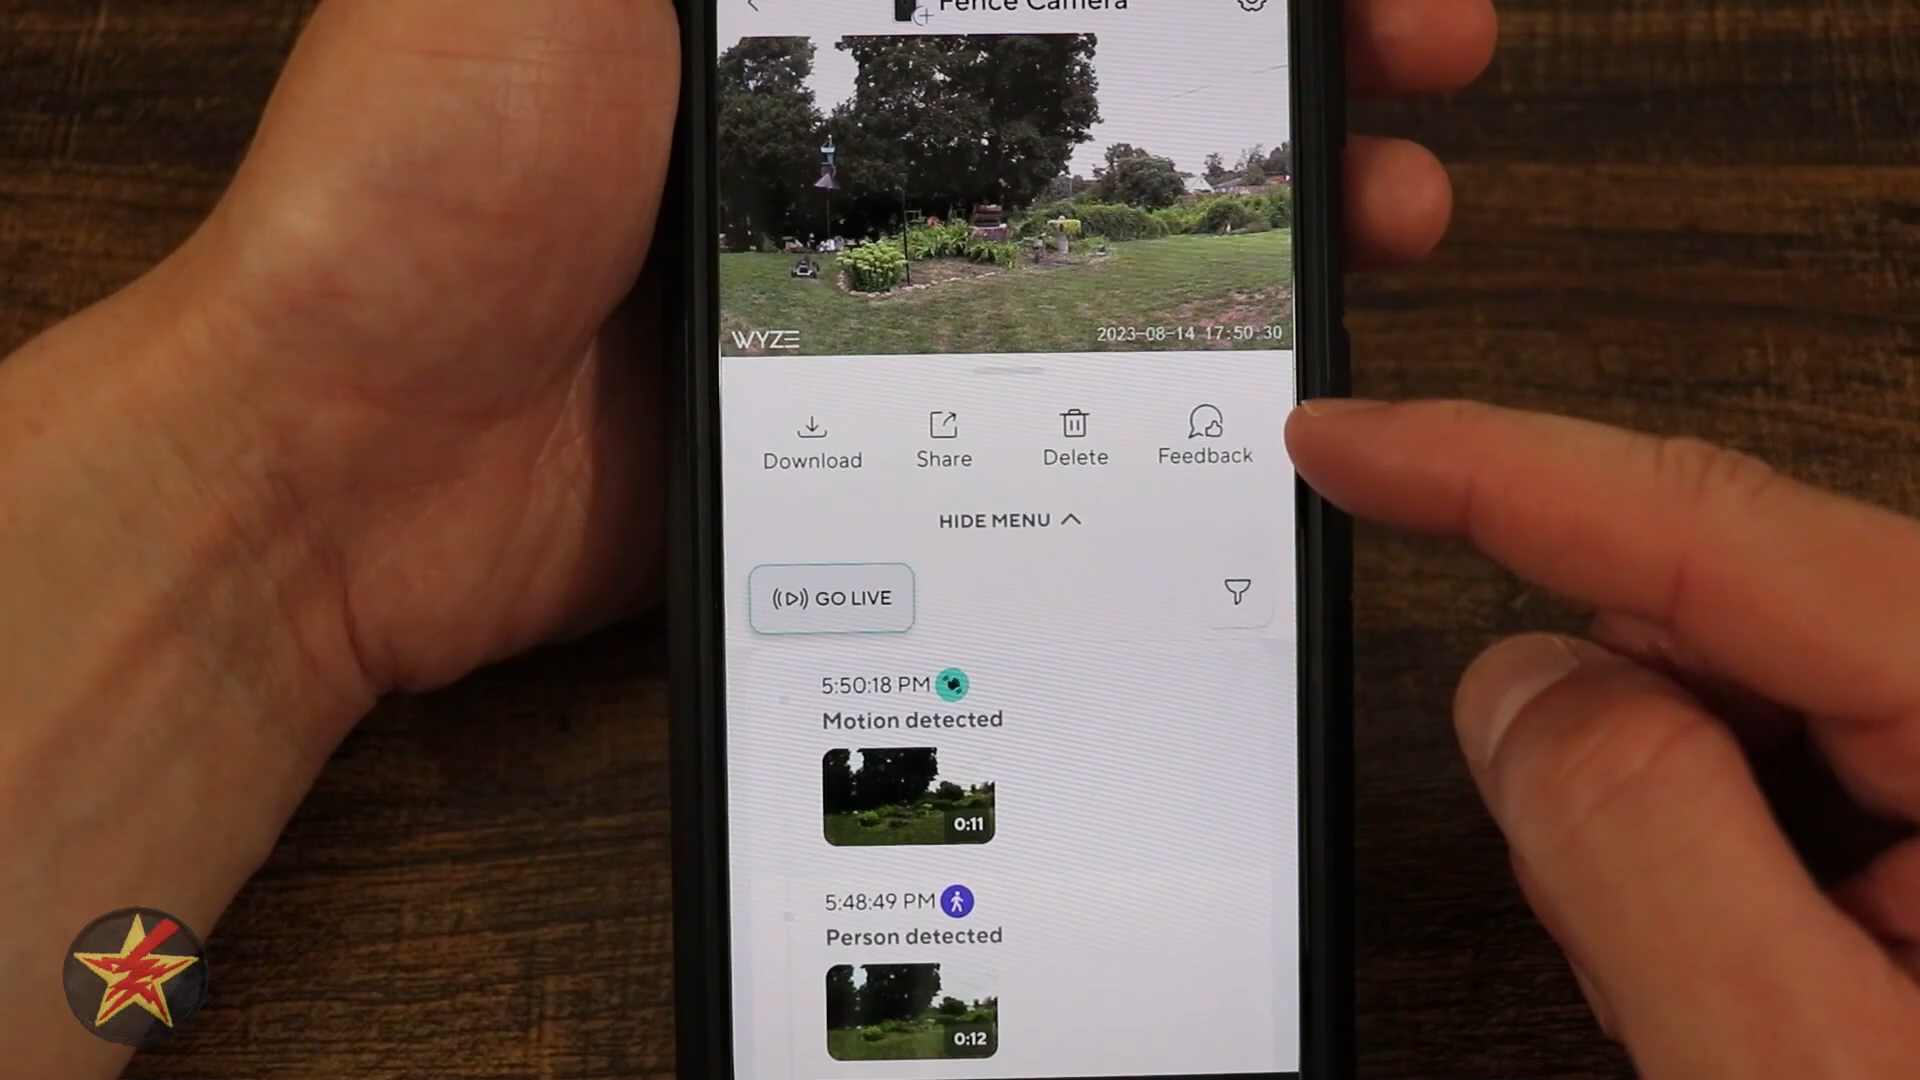 Fence Camera
WYZE
2023-08-14 17:50:30
Download
Share
Delete
Feedback
HIDE MENU
GO LIVE
5:50:18 PM
Motion detected
0:11
5:48:49 PM
Person detected
0:12